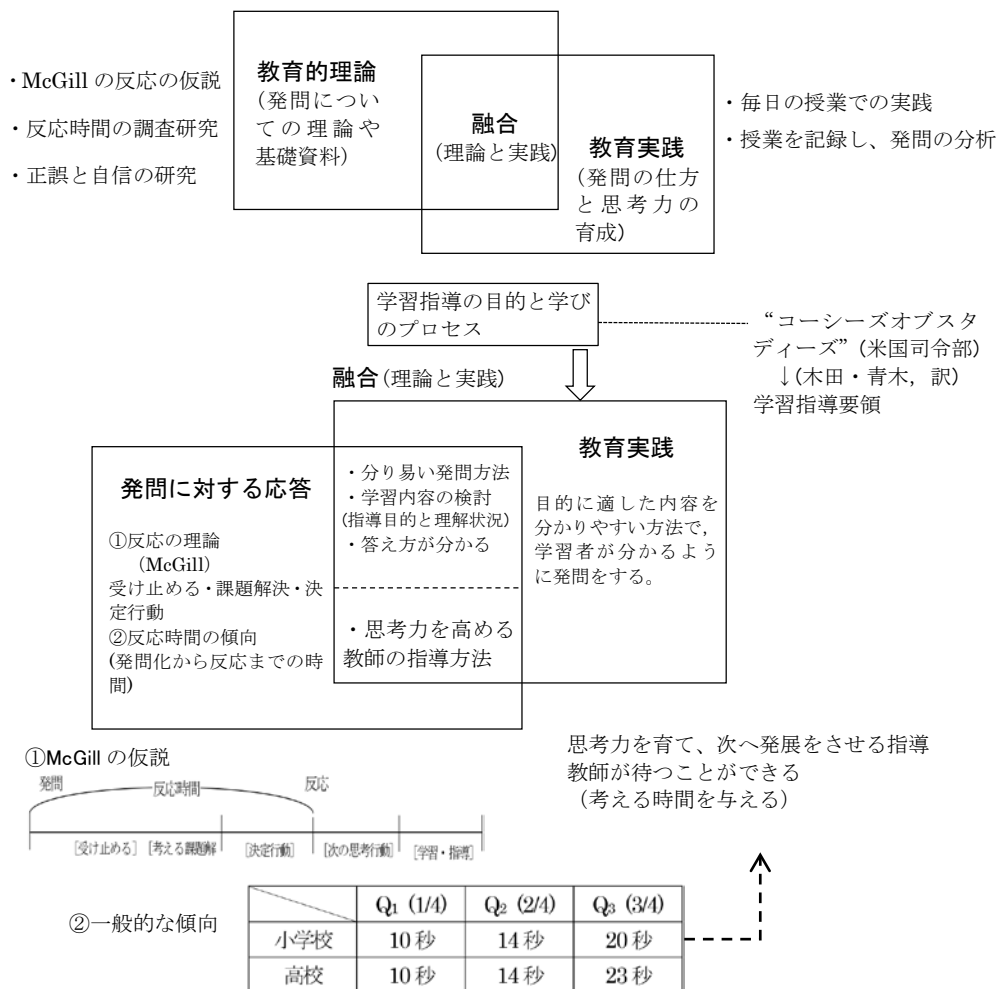 ・McGill の反応の仮説
・反応時間の調査研究
・正誤と自信の研究
教育的理論
(発問につい
ての理論や
基礎資料)
融合
(理論と実践)
教育実践
(発問の仕方
と思考力の
育成)
・毎日の授業での実践
・授業を記録し、発問の分析
学習指導の目的と学び
のプロセス
“コーシーズオブスタ
ディーズ”(米国司令部)
↓(木田・青木，訳)
学習指導要領
融合(理論と実践)
発問に対する応答
①反応の理論
(McGill)
受け止める・課題解決・決
定行動
②反応時間の傾向
(発問化から反応までの時
間)
・分り易い発問方法
・学習内容の検討
(指導目的と理解状況)
・答え方が分かる
・思考力を高める
教師の指導方法
教育実践
目的に適した内容を
分かりやすい方法で，
学習者が分かるよう
に発問をする。
①McGill の仮説
発問 反応時間 反応
[受け止める] [考える課題解 [決定行動] [次の思考行動] [学習・指導]
思考力を育て、次へ発展をさせる指導
教師が待つことができる
（考える時間を与える）
②一般的な傾向
Q1 (1/4) Q2 (2/4) Q3 (3/4)
小学校 10 秒 14 秒 20 秒
高校 10 秒 14 秒 23 秒